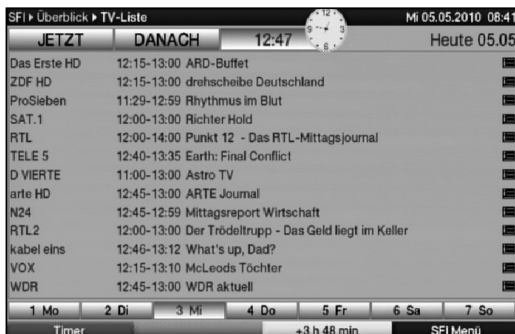 SFI ▸ Überblick ▸ TV-Liste Mi 05.05.2010 08:41
JETZT DANACH 12:47 Heute 05.05
12 3 6 9
Das Erste HD 12:15-13:00 ARD-Buffet
ZDF HD 12:15-13:00 drehscheibe Deutschland
ProSieben 11:29-12:59 Rhythmus im Blut
SAT.1 12:00-13:00 Richter Hold
RTL 12:00-14:00 Punkt 12 - Das RTL-Mittagsjournal
TELE 5 12:40-13:35 Earth: Final Conflict
D VIERTE 11:00-13:00 Astro TV
arte HD 12:45-13:00 ARTE Journal
N24 12:45-12:59 Mittagsreport Wirtschaft
RTL2 12:00-13:00 Der Trödeltrupp - Das Geld liegt im Keller
kabel eins 12:46-13:12 What's up, Dad?
VOX 12:15-13:10 McLeods Töchter
WDR 12:45-13:00 WDR aktuell
1 Mo 2 Di 3 Mi 4 Do 5 Fr 6 Sa 7 So
Timer +3 h 48 min SFI Menü